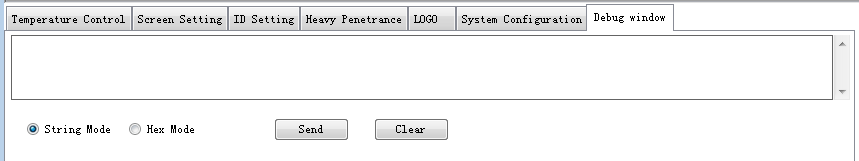 Temperature Control Screen Setting ID Setting Heavy Penetrance LOGO System Configuration Debug window
String Mode Hex Mode Send Clear